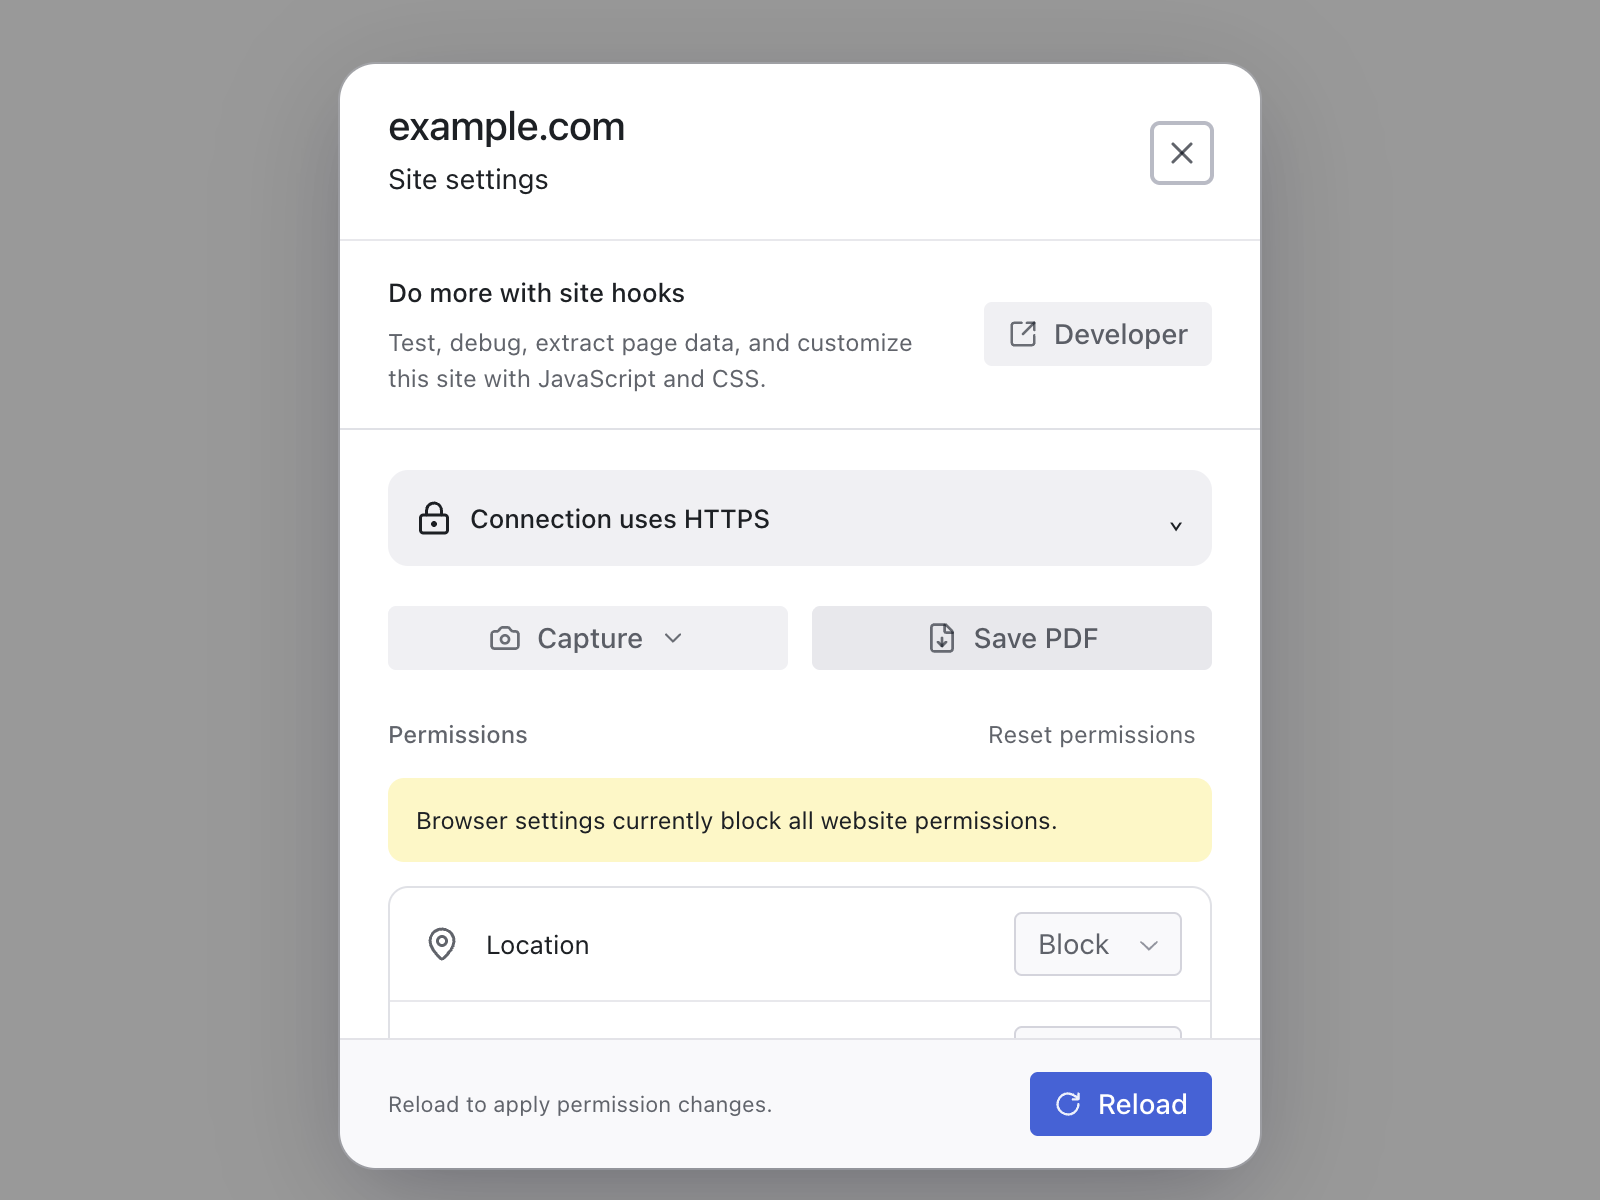 example.com
Site settings
Do more with site hooks
Test, debug, extract page data, and customize
this site with JavaScript and CSS.
Developer
Connection uses HTTPS
Capture
Save PDF
Permissions
Reset permissions
Browser settings currently block all website permissions.
Location
Block
Reload to apply permission changes.
Reload